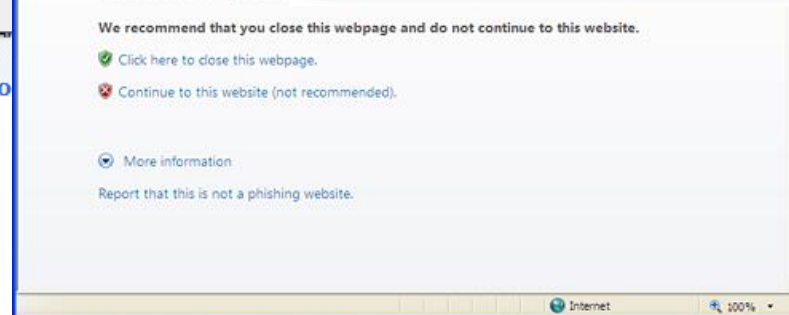 We recommend that you close this webpage and do not continue to this website.
Click here to close this webpage.
Continue to this website (not recommended).
More information
Report that this is not a phishing website.
Internet
100%